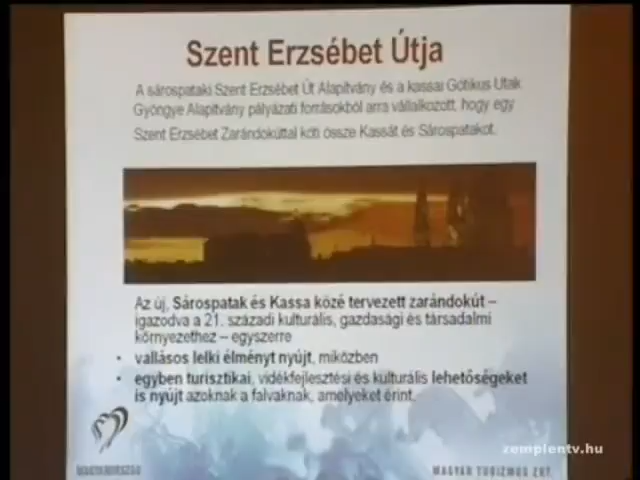 Szent Erzsébet Útja
A sárospataki Szent Erzsébet Út Alapítvány és a kassai Gótikus Utak
Gyöngye Alapítvány pályázati forrásokból arra vállalkozott, hogy egy
Szent Erzsébet Zarándokúttal köti össze Kassát és Sárospatakot.
Az új, Sárospatak és Kassa közé tervezett zarándokút –
igazodva a 21. századi kulturális, gazdasági és társadalmi
környezethez – egyszerre
• vallásos lelki élményt nyújt, miközben
• egyben turisztikai, vidékfejlesztési és kulturális lehetőségeket
is nyújt azoknak a falvaknak, amelyeket érint.
MAGYARORSZÁG
MAGYAR TURIZMUS ZRT.
zemplentv.hu